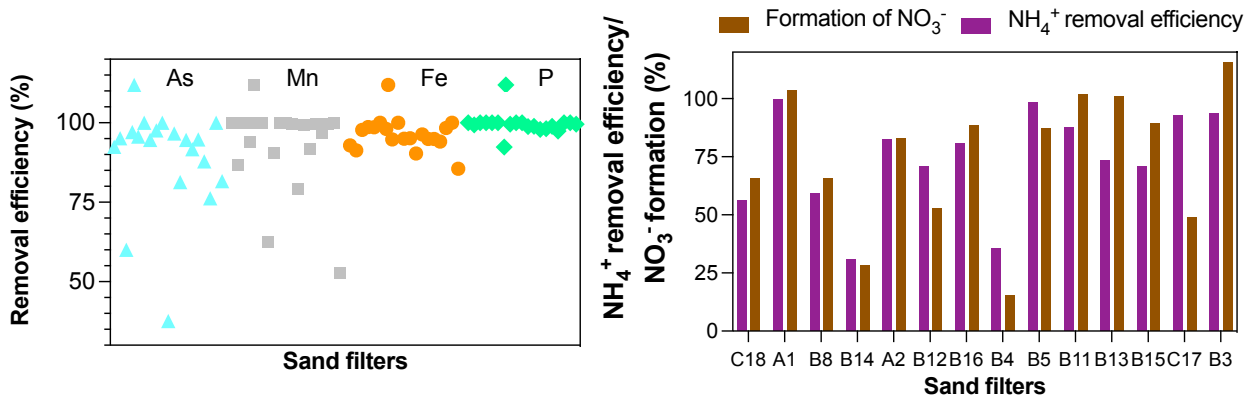 Removal efficiency (%)
As Mn Fe P
100
75
50
Sand filters
NH₄⁺ removal efficiency/
NO₃⁻ formation (%)
Formation of NO₃⁻ NH₄⁺ removal efficiency
100
75
50
25
0
C18 A1 B8 B14 A2 B12 B16 B4 B5 B11 B13 B15 C17 B3
Sand filters